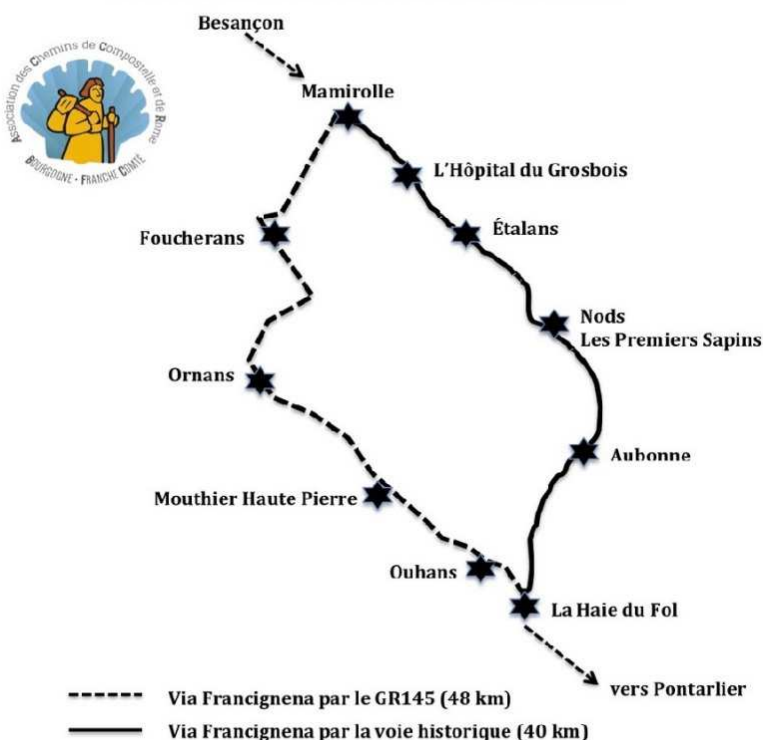 Besançon
Association des Chemins de Compostelle et de Rome
BOURGOGNE - FRANCHE COMTÉ
Mamirolle
L'Hôpital du Grosbois
Étalans
Foucherans
Nods
Les Premiers Sapins
Ornans
Aubonne
Mouthier Haute Pierre
Ouhans
La Haie du Fol
vers Pontarlier
Via Francignena par le GR145 (48 km)
Via Francignena par la voie historique (40 km)